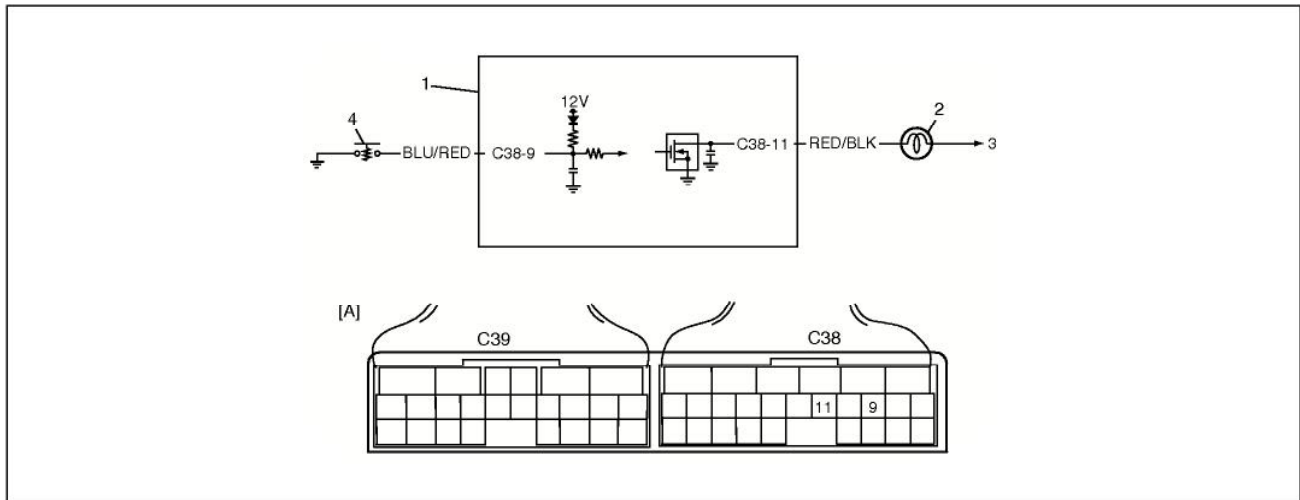 1
12V
4
2
BLU/RED
C38-9
C38-11
RED/BLK
3
[A]
C39
C38
11
9